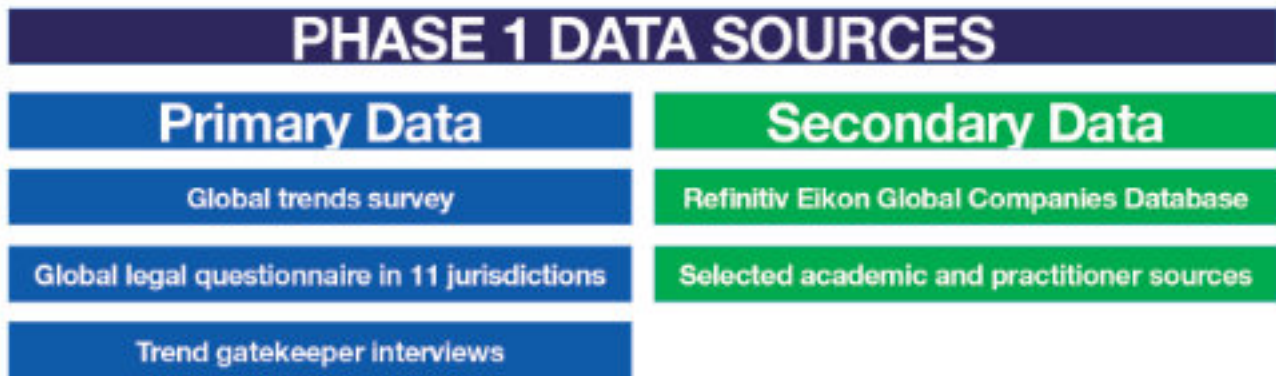 PHASE 1 DATA SOURCES
Primary Data
Global trends survey
Global legal questionnaire in 11 jurisdictions
Trend gatekeeper interviews
Secondary Data
Refinitiv Eikon Global Companies Database
Selected academic and practitioner sources